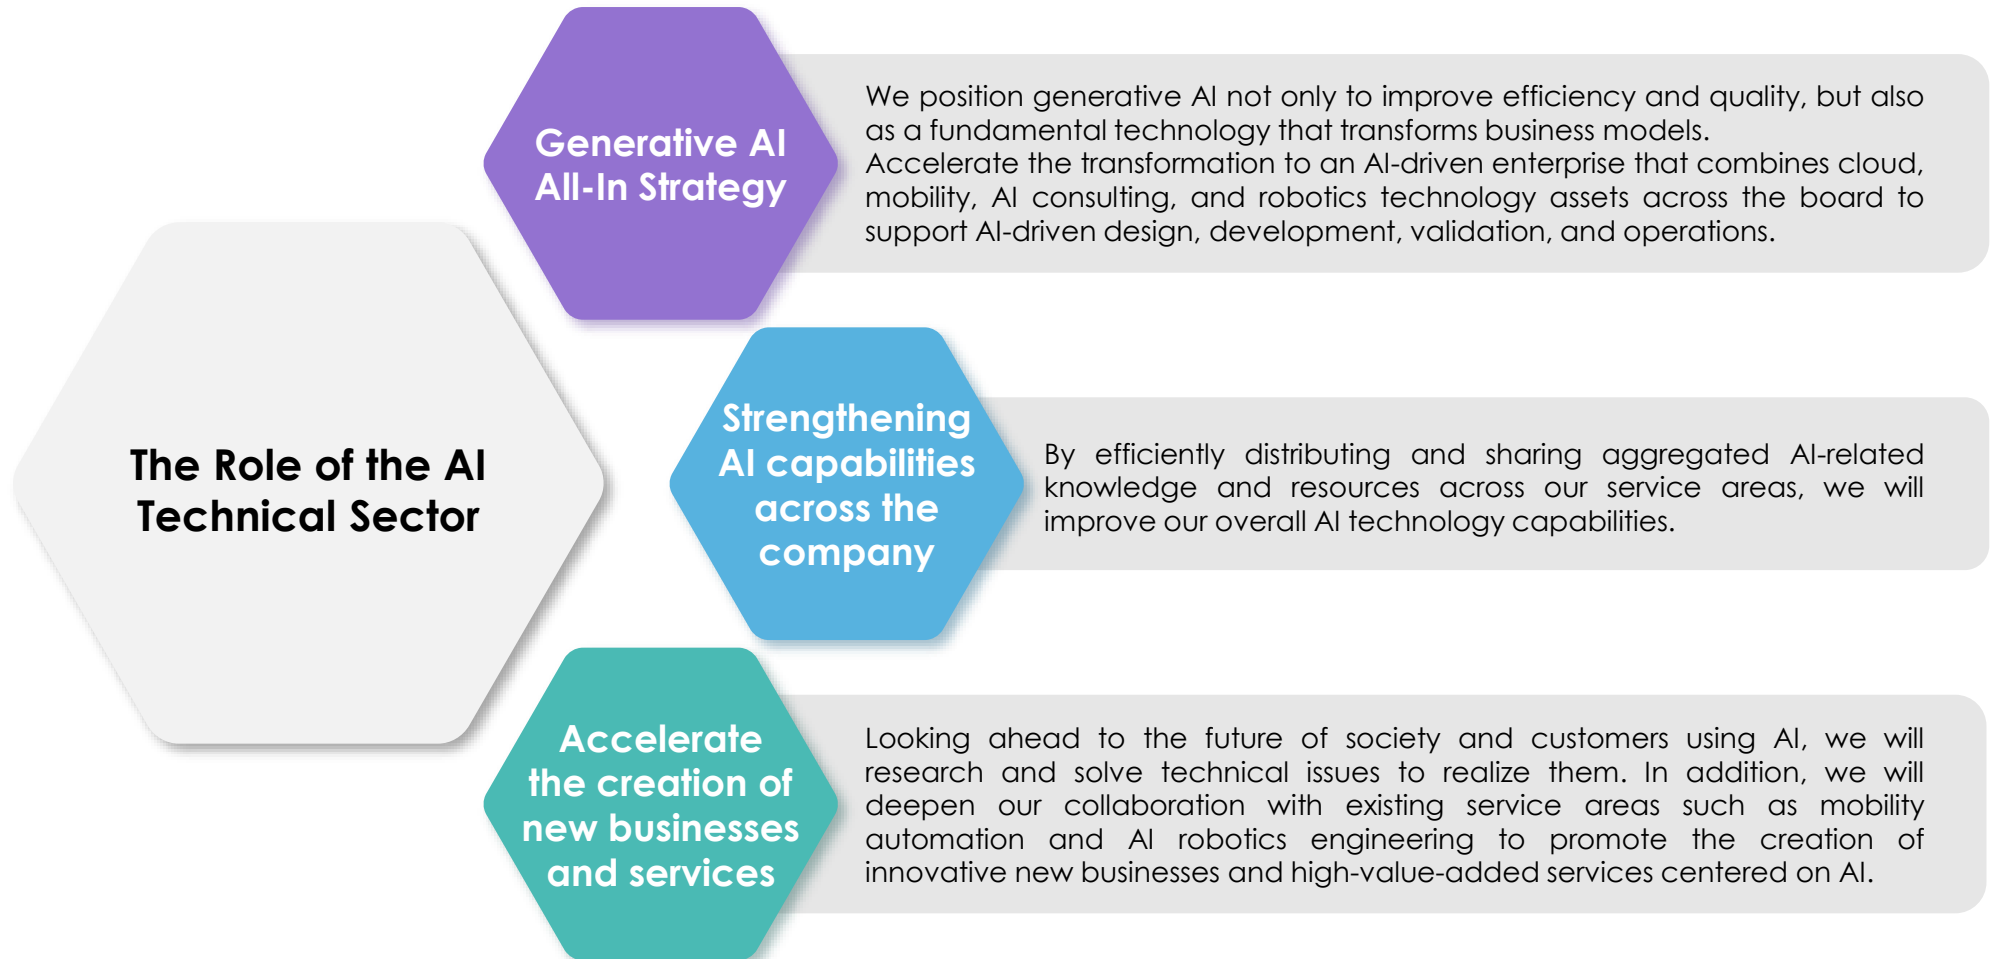 The Role of the AI
Technical Sector
Generative AI
All-In Strategy
We position generative AI not only to improve efficiency and quality, but also
as a fundamental technology that transforms business models.
Accelerate the transformation to an AI-driven enterprise that combines cloud,
mobility, AI consulting, and robotics technology assets across the board to
support AI-driven design, development, validation, and operations.
Strengthening
AI capabilities
across the
company
By efficiently distributing and sharing aggregated AI-related
knowledge and resources across our service areas, we will
improve our overall AI technology capabilities.
Accelerate
the creation of
new businesses
and services
Looking ahead to the future of society and customers using AI, we will
research and solve technical issues to realize them. In addition, we will
deepen our collaboration with existing service areas such as mobility
automation and AI robotics engineering to promote the creation of
innovative new businesses and high-value-added services centered on AI.